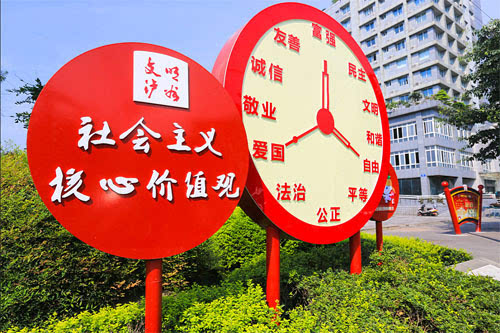 文明
泸州
社会主义
核心价值观
富强
民主
文明
和谐
自由
平等
公正
法治
爱国
敬业
诚信
友善